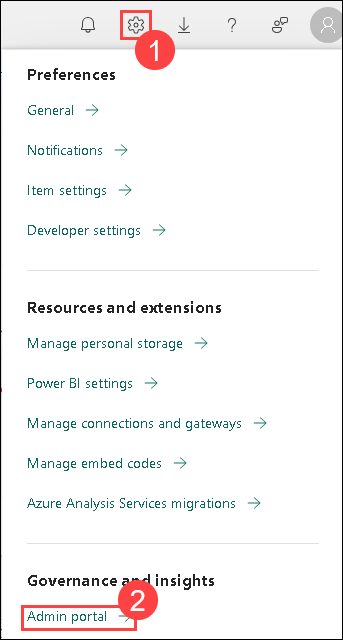 1
Preferences
General
Notifications
Item settings
Developer settings
Resources and extensions
Manage personal storage
Power BI settings
Manage connections and gateways
Manage embed codes
Azure Analysis Services migrations
Governance and insights
2
Admin portal